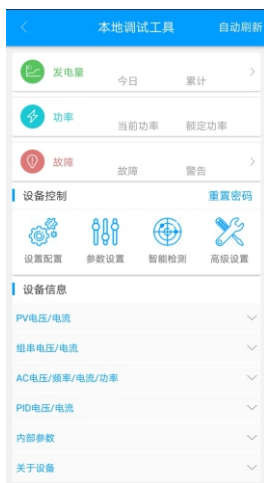 本地调试工具 自动刷新
发电量 今日 累计
功率 当前功率 额定功率
故障 故障 警告
设备控制 重置密码
设置配置 参数设置 智能检测 高级设置
设备信息
PV电压/电流
组串电压/电流
AC电压/频率/电流/功率
PID电压/电流
内部参数
关于设备